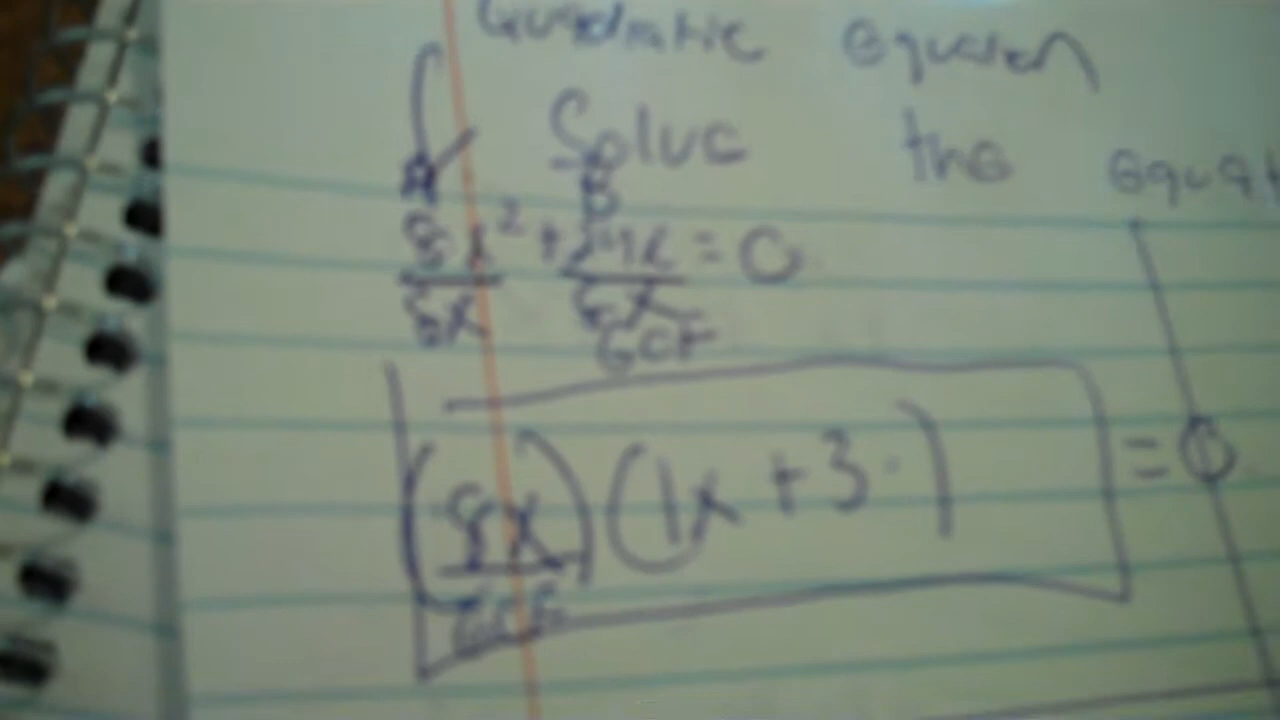 Quadratic equation
Solve the equat
B
8x² + 24x = 0
8x 8x
GCF
(8x) (1x + 3) = 0
GCF